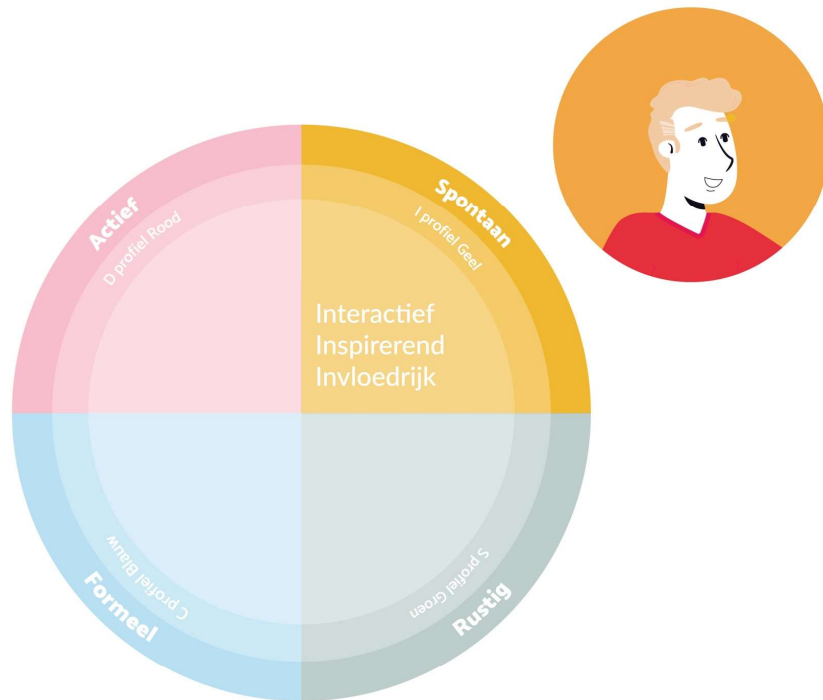 Actief
D profiel Rood
Spontaan
I profiel Geel
Interactief
Inspirerend
Invloedrijk
C profiel Blauw
Formeel
S profiel Groen
Rustig